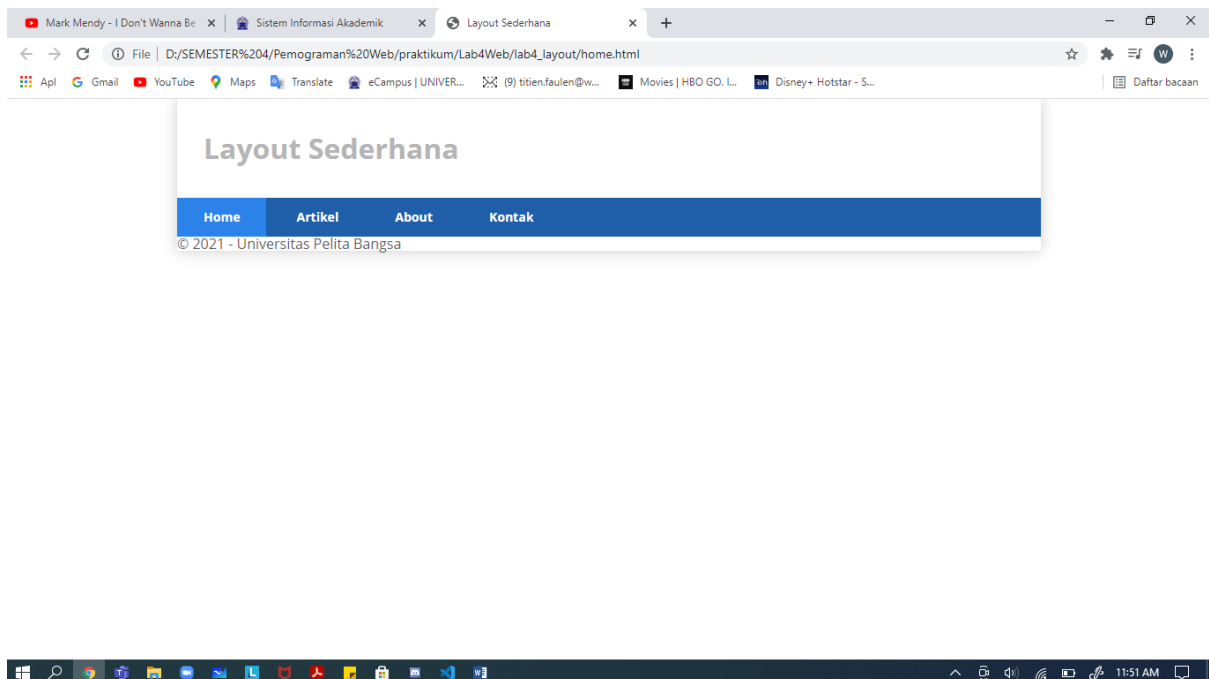 Mark Mendy - I Don't Wanna Be
Sistem Informasi Akademik
Layout Sederhana
File | D:/SEMESTER%204/Pemograman%20Web/praktikum/Lab4Web/lab4_layout/home.html
W
Apl
Gmail
YouTube
Maps
Translate
eCampus | UNIVER...
(9) titien.faulen@w...
Movies | HBO GO. I...
Disney+ Hotstar - S...
Daftar bacaan
Layout Sederhana
Home Artikel About Kontak
© 2021 - Universitas Pelita Bangsa
11:51 AM